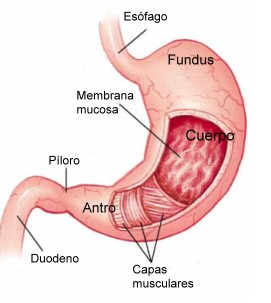 Esófago
Fundus
Membrana
mucosa
Cuerpo
Píloro
Antro
Duodeno
Capas
musculares